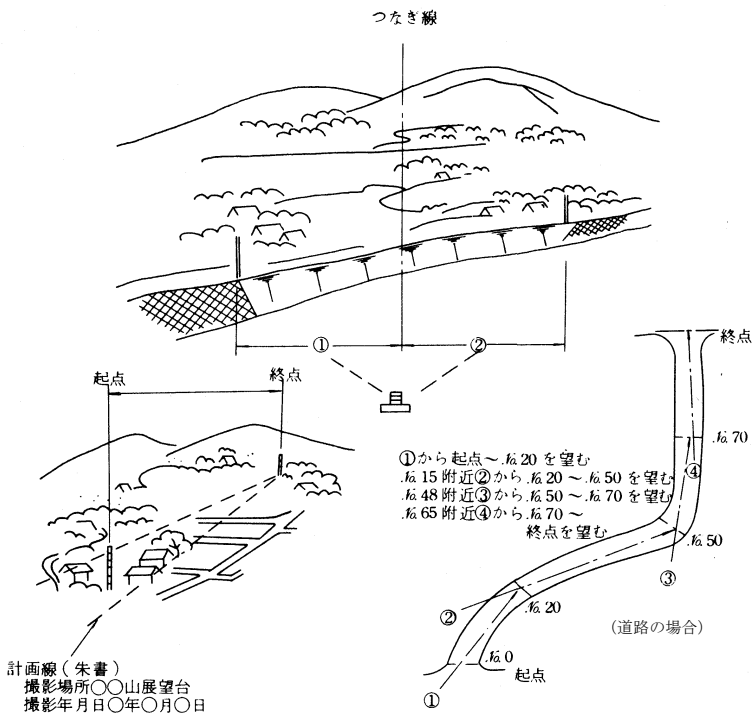 つなぎ線
① ②
起点 終点
①から起点～№20を望む
№15附近②から№20～№50を望む
№48附近③から№50～№70を望む
№65附近④から№70～
終点を望む
終点
№70
④
№50
③
②
№20
(道路の場合)
№0
起点
①
計画線(朱書)
撮影場所○○山展望台
撮影年月日○年○月○日